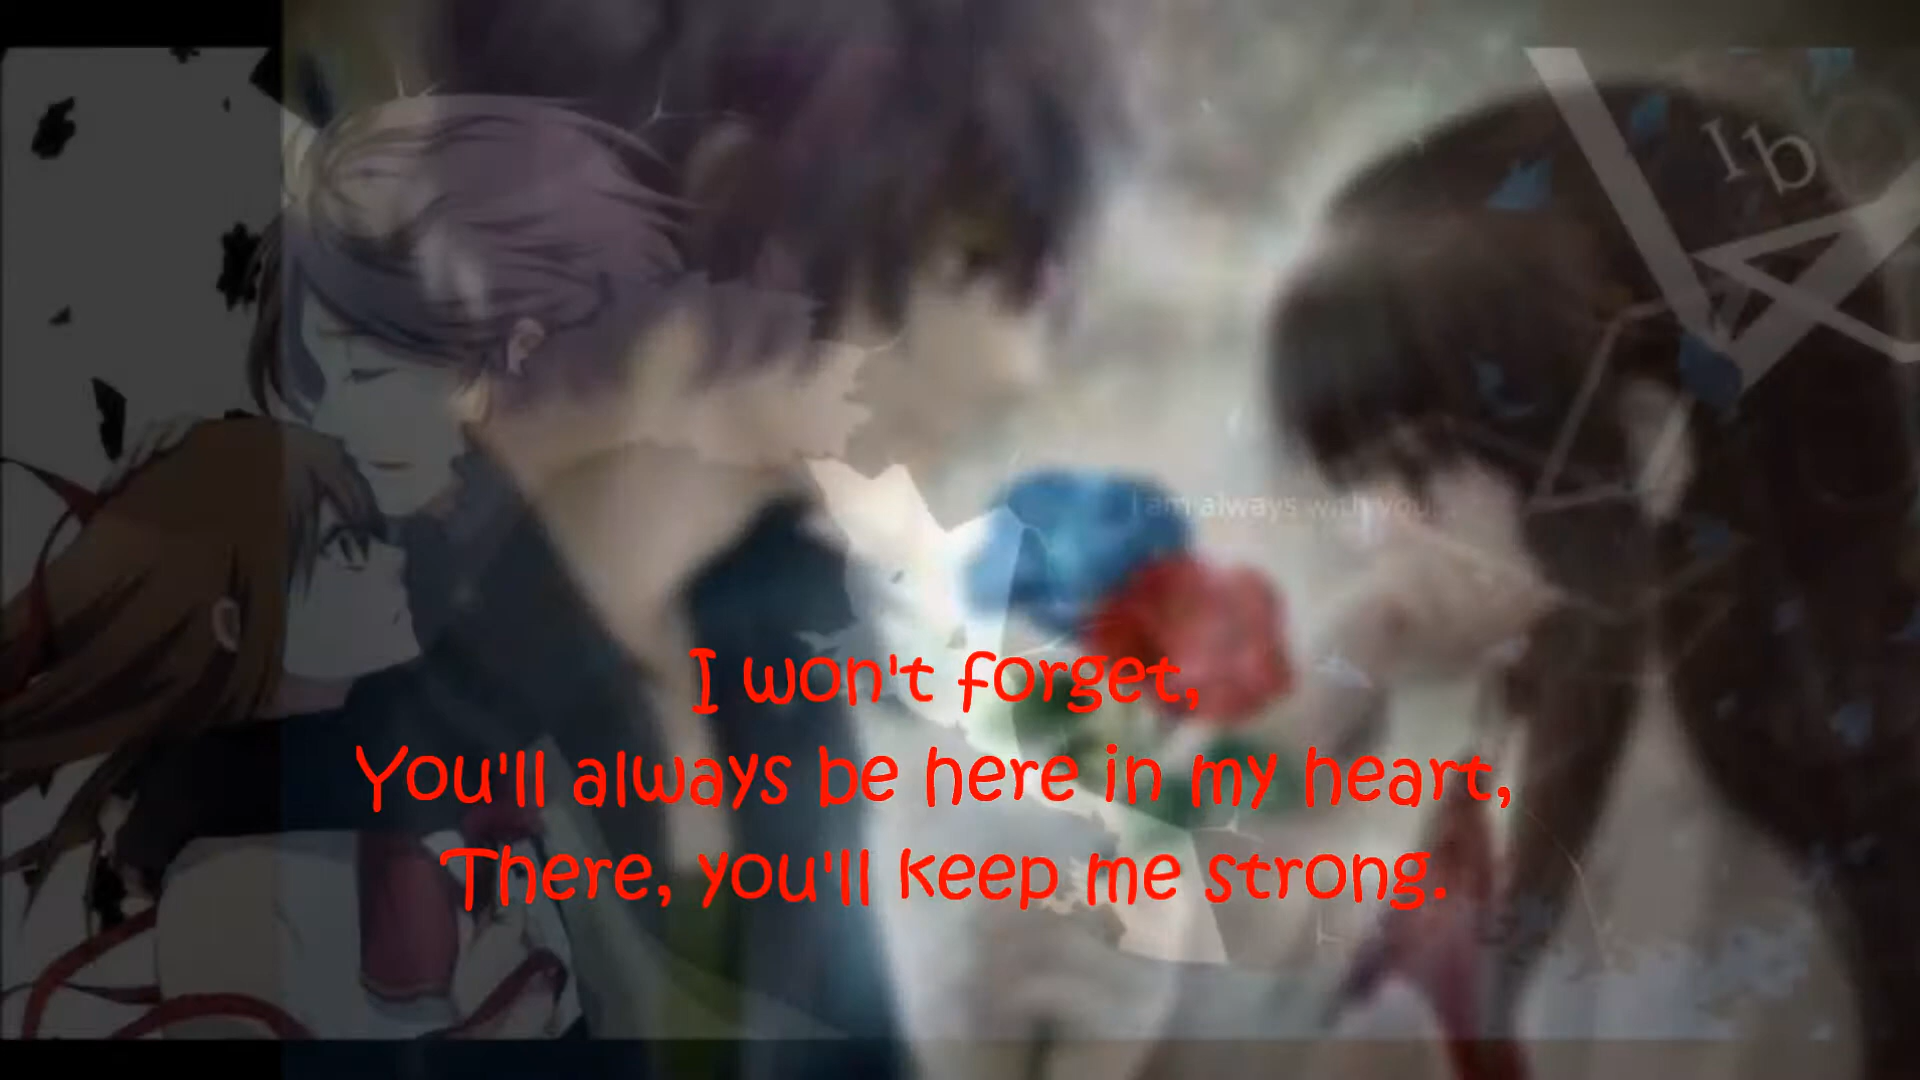 Ib
I am always with you...
I won't forget,
You'll always be here in my heart,
There, you'll keep me strong.